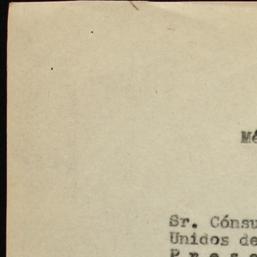 Mé
Sr. Cónsu
Unidos de
P r e s e